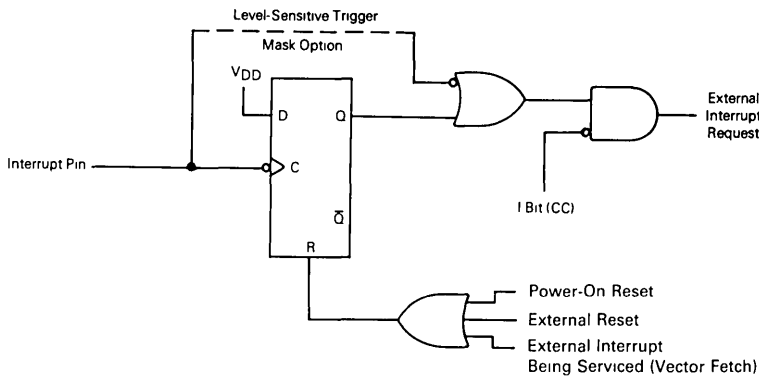 Level-Sensitive Trigger
Mask Option
VDD
D
Q
External
Interrupt
Request
Interrupt Pin
C
I Bit (CC)
Q̅
R
Power-On Reset
External Reset
External Interrupt
Being Serviced (Vector Fetch)